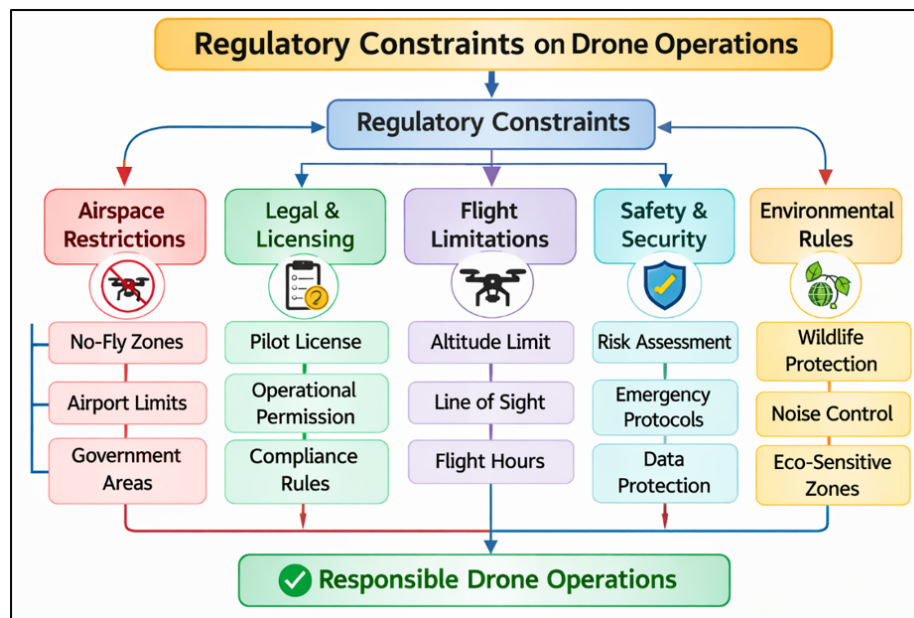 Regulatory Constraints on Drone Operations
Regulatory Constraints
Airspace
Restrictions
No-Fly Zones
Airport Limits
Government
Areas
Legal &
Licensing
Pilot License
Operational
Permission
Compliance
Rules
Flight
Limitations
Altitude Limit
Line of Sight
Flight Hours
Safety &
Security
Risk Assessment
Emergency
Protocols
Data
Protection
Environmental
Rules
Wildlife
Protection
Noise Control
Eco-Sensitive
Zones
Responsible Drone Operations